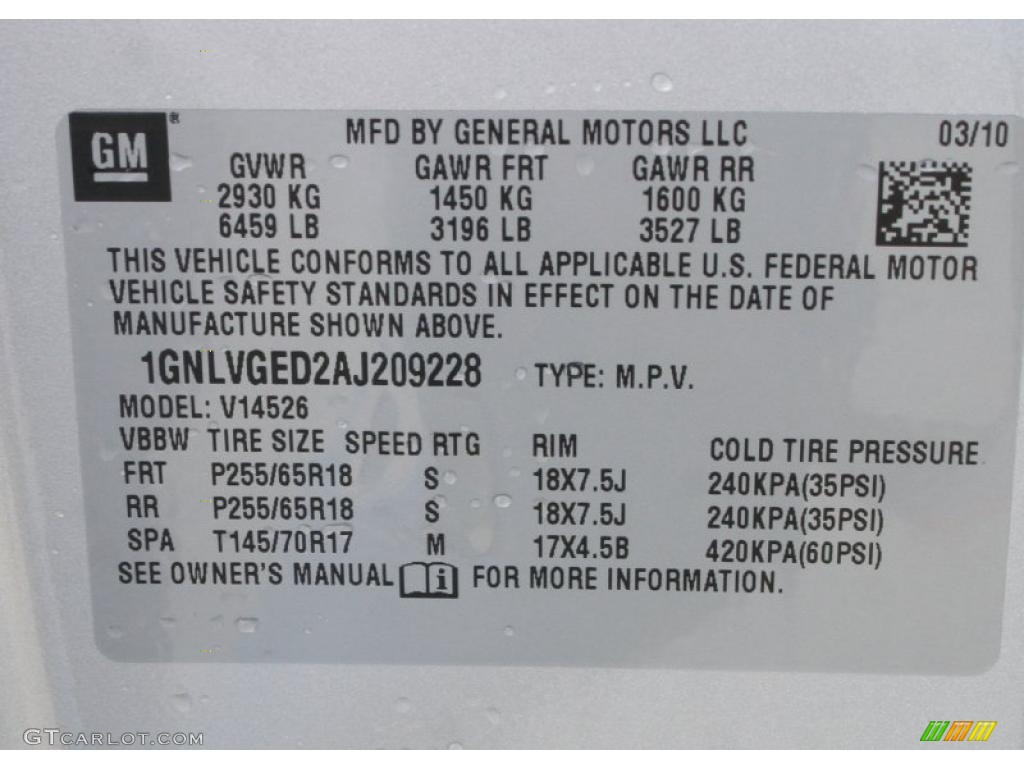 GM®
MFD BY GENERAL MOTORS LLC 03/10
GVWR GAWR FRT GAWR RR
2930 KG 1450 KG 1600 KG
6459 LB 3196 LB 3527 LB
THIS VEHICLE CONFORMS TO ALL APPLICABLE U.S. FEDERAL MOTOR
VEHICLE SAFETY STANDARDS IN EFFECT ON THE DATE OF
MANUFACTURE SHOWN ABOVE.
1GNLVGED2AJ209228 TYPE: M.P.V.
MODEL: V14526
VBBW TIRE SIZE SPEED RTG RIM COLD TIRE PRESSURE
FRT P255/65R18 S 18X7.5J 240KPA(35PSI)
RR P255/65R18 S 18X7.5J 240KPA(35PSI)
SPA T145/70R17 M 17X4.5B 420KPA(60PSI)
SEE OWNER'S MANUAL i FOR MORE INFORMATION.
GTCARLOT.COM